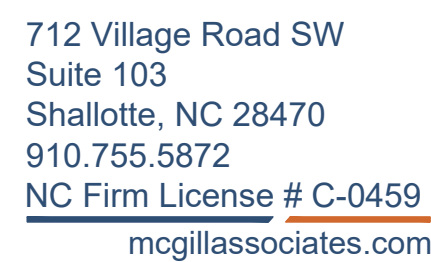 712 Village Road SW
Suite 103
Shallotte, NC 28470
910.755.5872
NC Firm License # C-0459
mcgillassociates.com